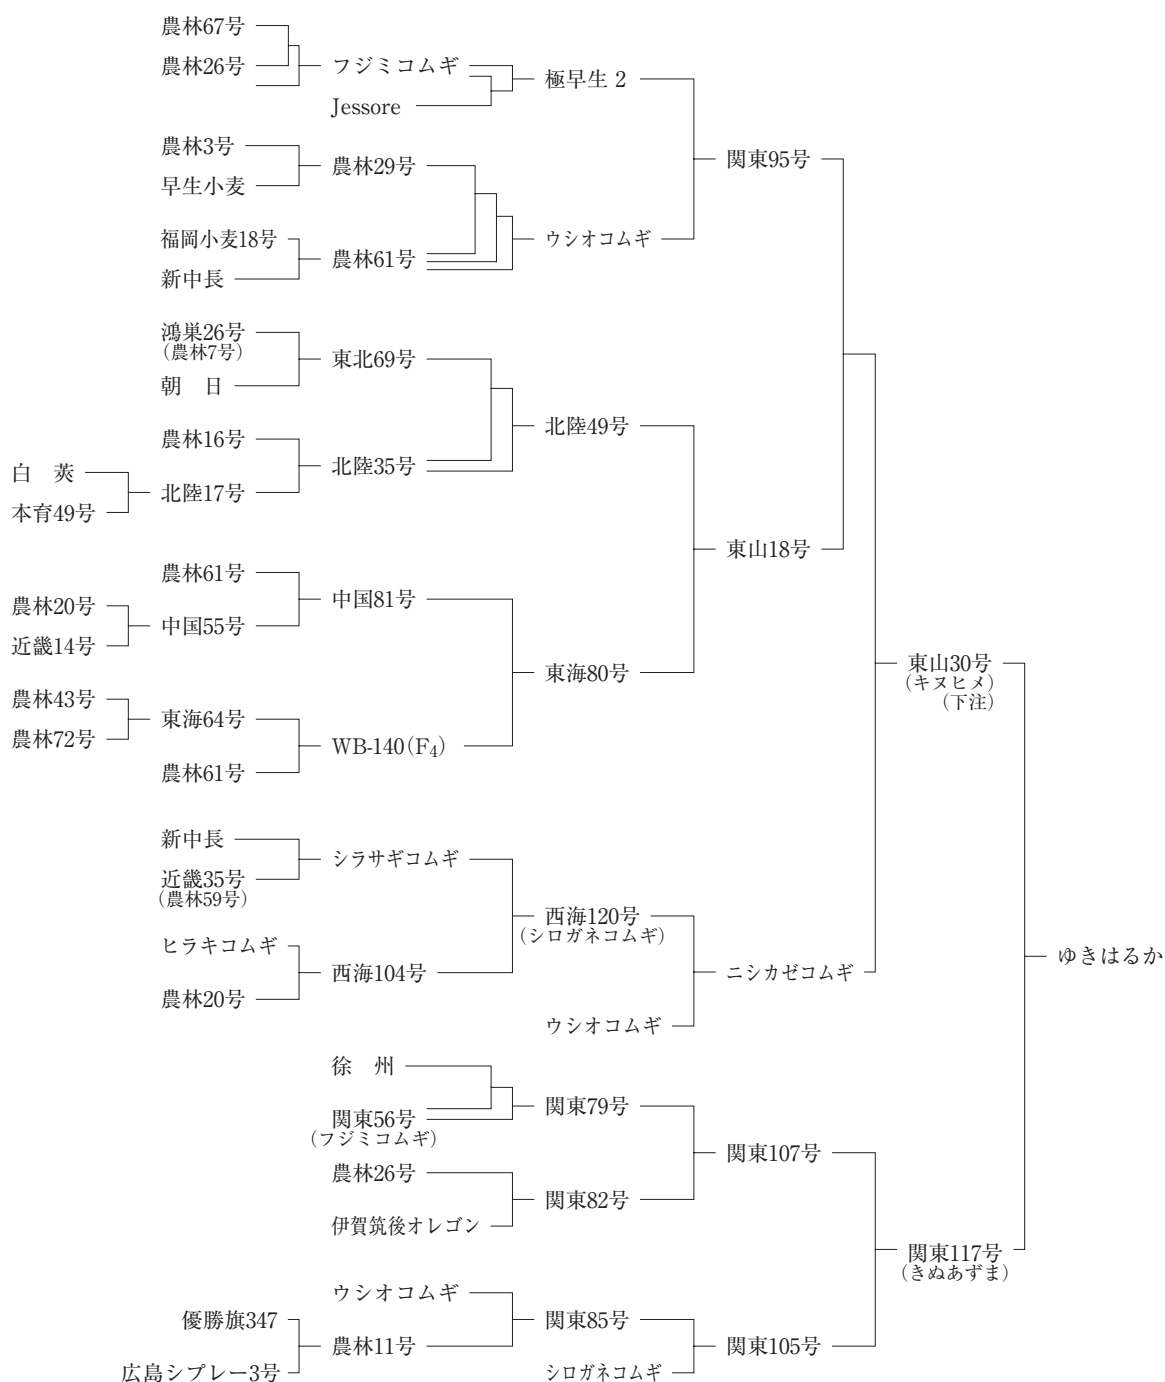 農林67号
農林26号
フジミコムギ
極早生 2
Jessore
農林3号
農林29号
関東95号
早生小麦
福岡小麦18号
ウシオコムギ
農林61号
新中長
鴻巣26号
(農林7号)
東北69号
朝　日
北陸49号
農林16号
北陸35号
白　莢
北陸17号
本育49号
東山18号
農林61号
中国81号
農林20号
中国55号
近畿14号
東海80号
東山30号
(キヌヒメ)
(下注)
農林43号
東海64号
農林72号
WB-140(F₄)
農林61号
新中長
シラサギコムギ
近畿35号
(農林59号)
西海120号
(シロガネコムギ)
ヒラキコムギ
西海104号
ニシカゼコムギ
ゆきはるか
農林20号
ウシオコムギ
徐　州
関東79号
関東56号
(フジミコムギ)
関東107号
農林26号
関東82号
伊賀筑後オレゴン
関東117号
(きぬあずま)
ウシオコムギ
優勝旗347
関東85号
農林11号
関東105号
広島シプレー3号
シロガネコムギ